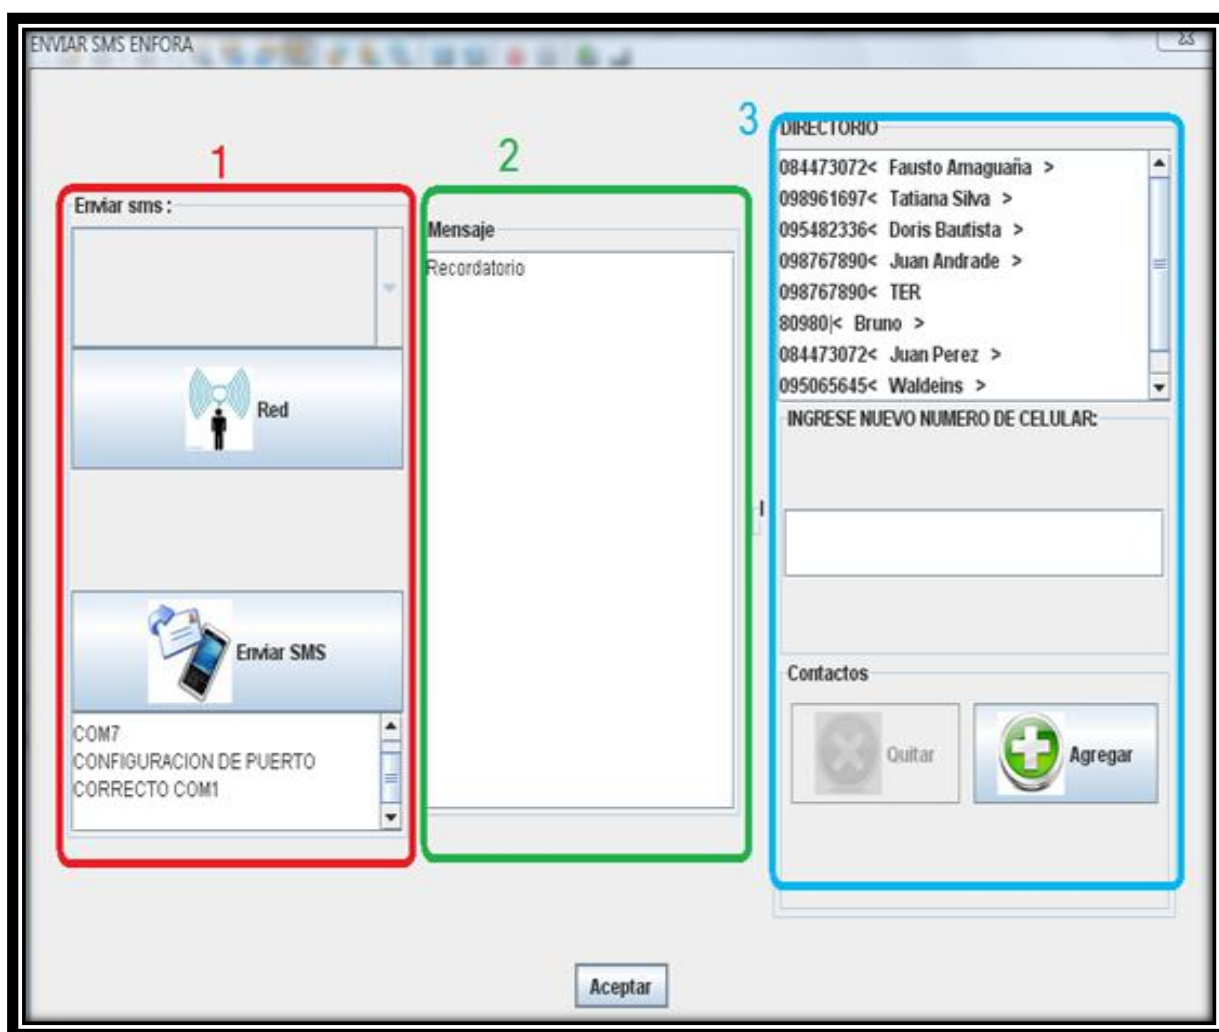 ENVIAR SMS ENFORA
1
Enviar sms :
Red
Enviar SMS
COM7
CONFIGURACION DE PUERTO
CORRECTO COM1
2
Mensaje
Recordatorio
3
DIRECTORIO
084473072< Fausto Amaguaña >
098961697< Tatiana Silva >
095482336< Doris Bautista >
098767890< Juan Andrade >
098767890< TER
80980|< Bruno >
084473072< Juan Perez >
095065645< Waldeins >
INGRESE NUEVO NUMERO DE CELULAR:
Contactos
Quitar
Agregar
Aceptar